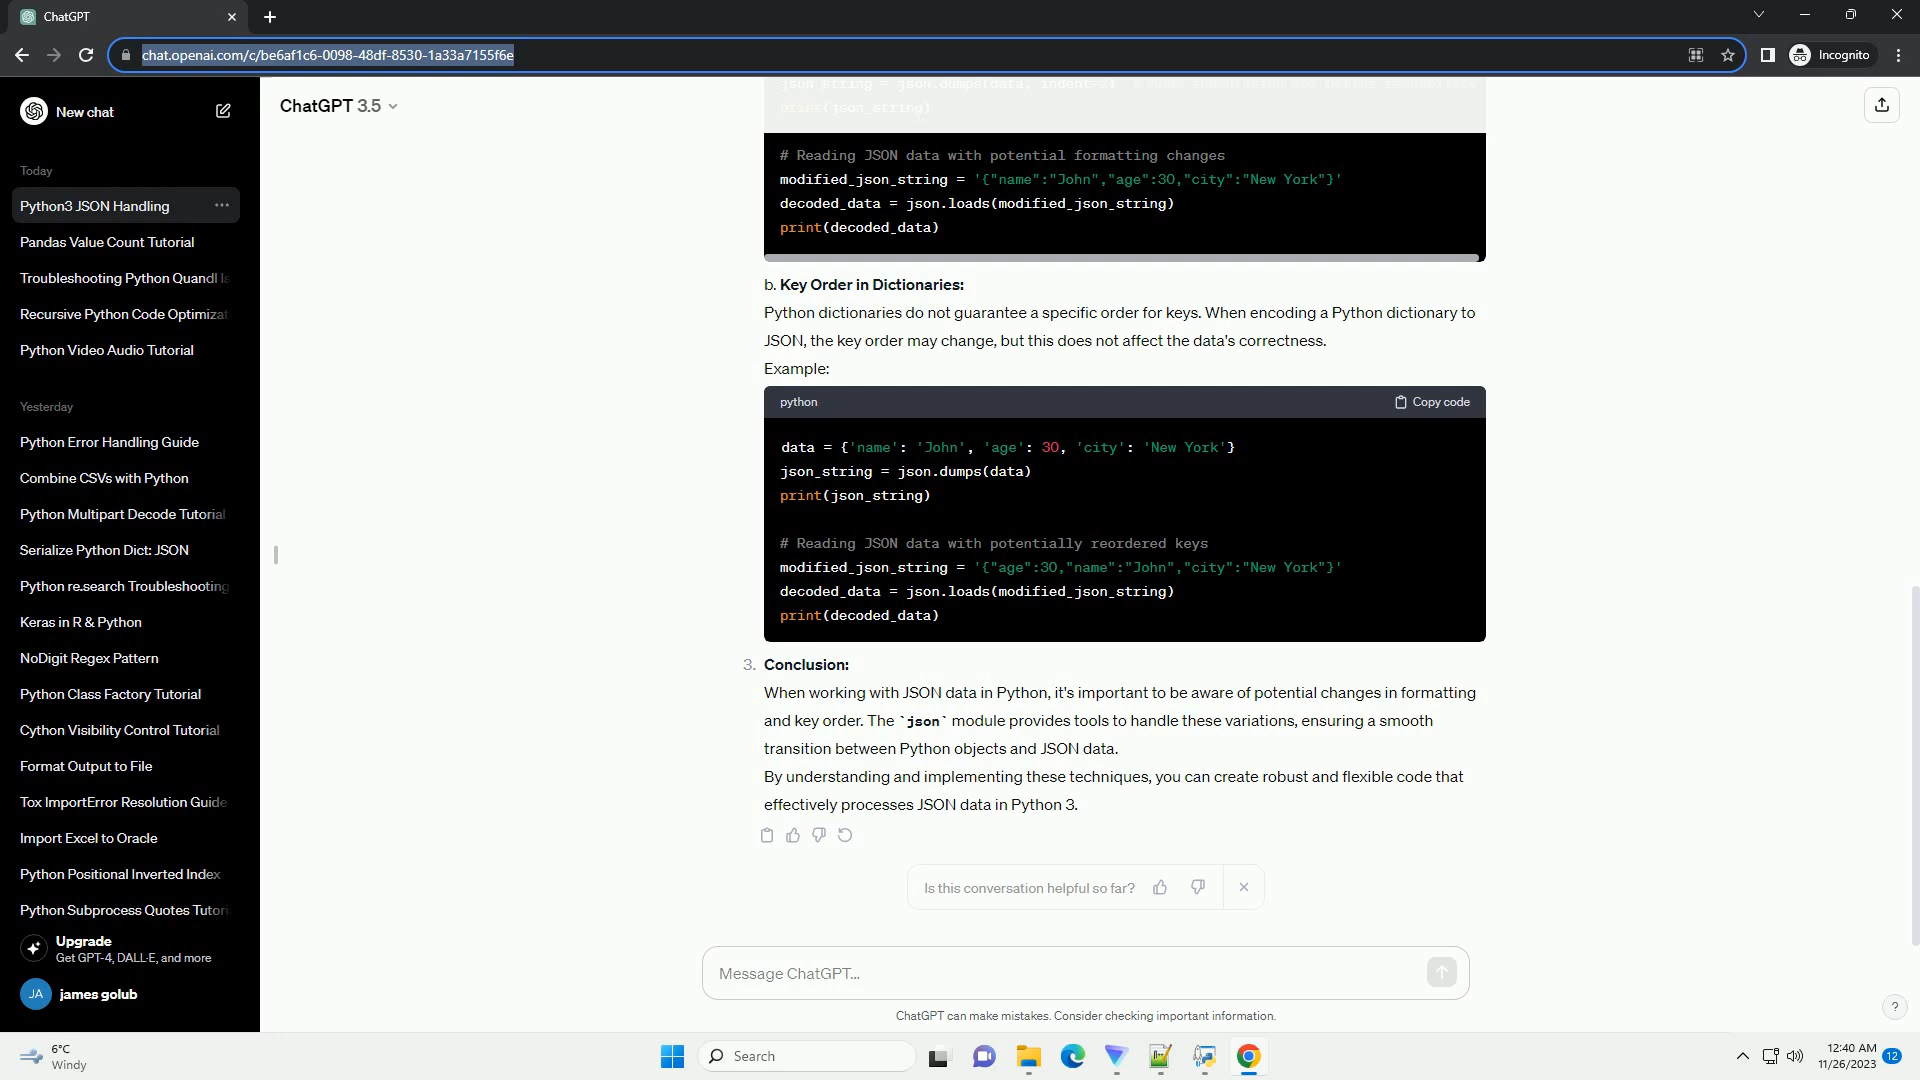 ChatGPT
chat.openai.com/c/be6af1c6-0098-48df-8530-1a33a7155f6e
Incognito
New chat
Today
Python3 JSON Handling
Pandas Value Count Tutorial
Troubleshooting Python Quandl Is
Recursive Python Code Optimizat
Python Video Audio Tutorial
Yesterday
Python Error Handling Guide
Combine CSVs with Python
Python Multipart Decode Tutorial
Serialize Python Dict: JSON
Python re.search Troubleshooting
Keras in R & Python
NoDigit Regex Pattern
Python Class Factory Tutorial
Cython Visibility Control Tutorial
Format Output to File
Tox ImportError Resolution Guide
Import Excel to Oracle
Python Positional Inverted Index
Python Subprocess Quotes Tutori
Upgrade
Get GPT-4, DALL·E, and more
JA james golub
ChatGPT 3.5
print(json_string)
# Reading JSON data with potential formatting changes
modified_json_string = '{"name":"John","age":30,"city":"New York"}'
decoded_data = json.loads(modified_json_string)
print(decoded_data)
b. Key Order in Dictionaries:
Python dictionaries do not guarantee a specific order for keys. When encoding a Python dictionary to
JSON, the key order may change, but this does not affect the data's correctness.
Example:
python Copy code
data = {'name': 'John', 'age': 30, 'city': 'New York'}
json_string = json.dumps(data)
print(json_string)
# Reading JSON data with potentially reordered keys
modified_json_string = '{"age":30,"name":"John","city":"New York"}'
decoded_data = json.loads(modified_json_string)
print(decoded_data)
3. Conclusion:
When working with JSON data in Python, it's important to be aware of potential changes in formatting
and key order. The `json` module provides tools to handle these variations, ensuring a smooth
transition between Python objects and JSON data.
By understanding and implementing these techniques, you can create robust and flexible code that
effectively processes JSON data in Python 3.
Is this conversation helpful so far?
Message ChatGPT...
ChatGPT can make mistakes. Consider checking important information.
?
6°C
Windy
Search
12:40 AM
11/26/2023
12